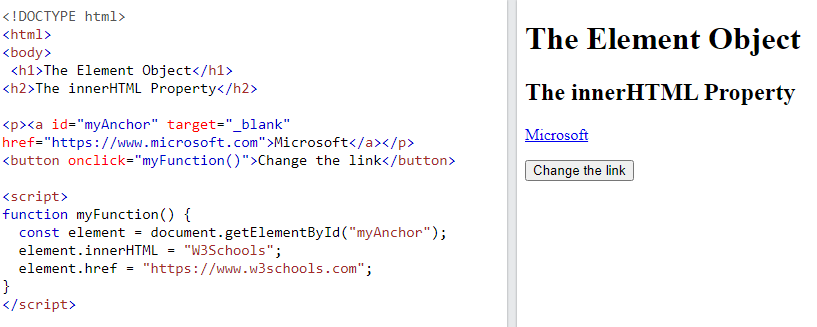 <!DOCTYPE html>
<html>
<body>
<h1>The Element Object</h1>
<h2>The innerHTML Property</h2>
<p><a id="myAnchor" target="_blank"
href="https://www.microsoft.com">Microsoft</a></p>
<button onclick="myFunction()">Change the link</button>
<script>
function myFunction() {
const element = document.getElementById("myAnchor");
element.innerHTML = "W3Schools";
element.href = "https://www.w3schools.com";
}
</script>
The Element Object
The innerHTML Property
Microsoft
Change the link